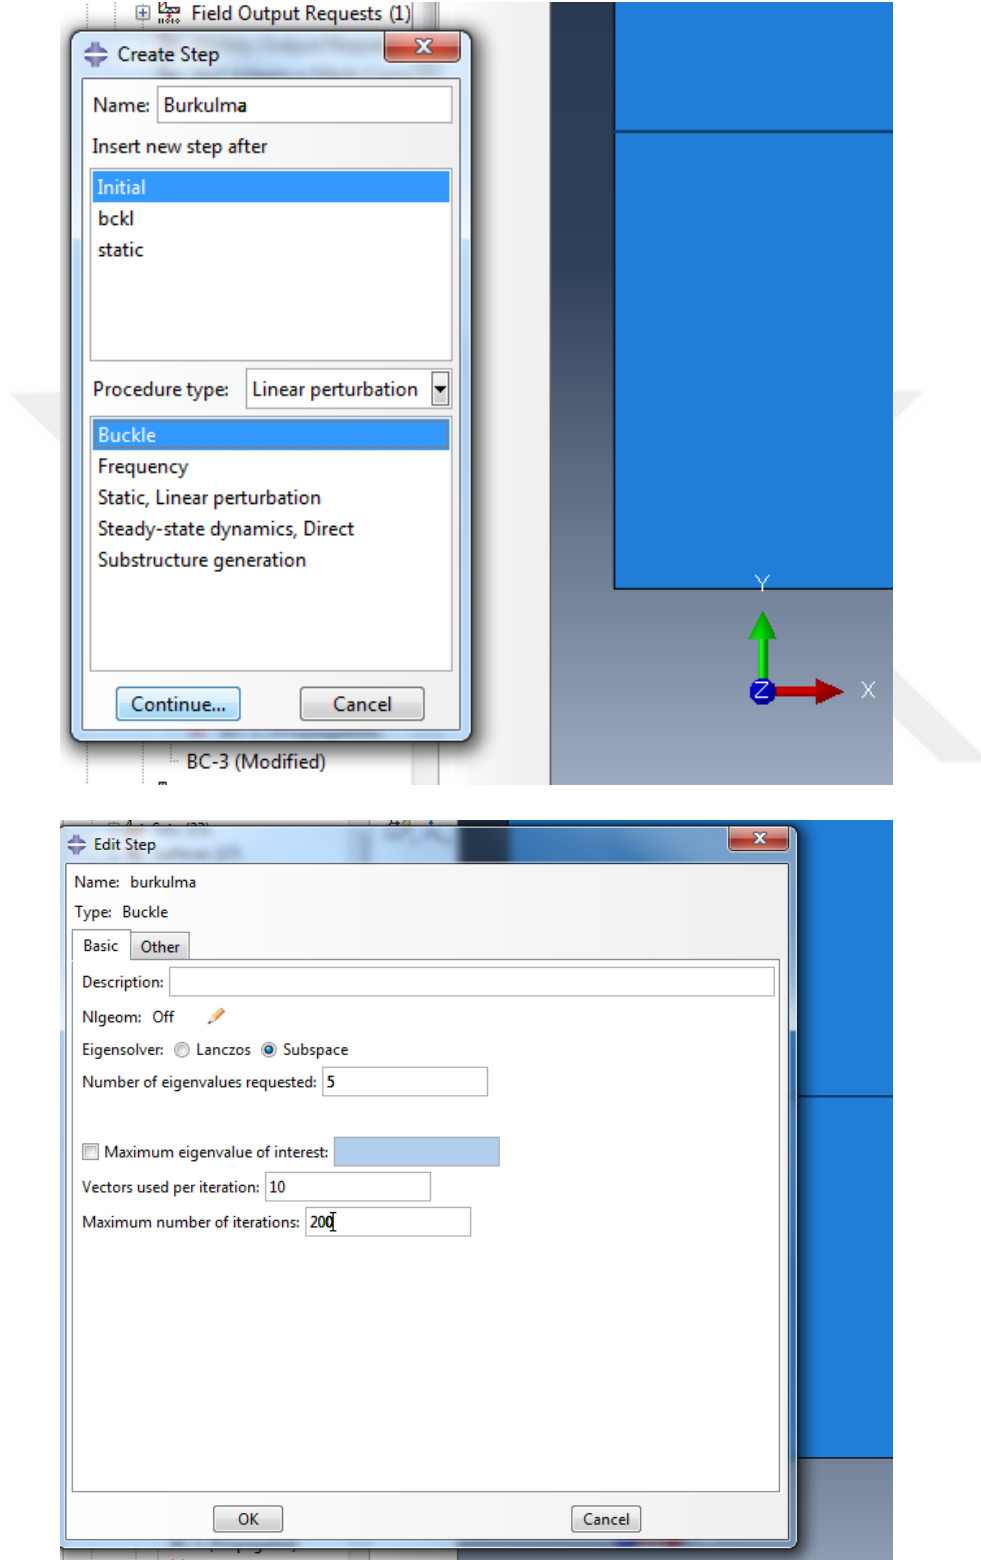 Field Output Requests (1)
Create Step
Name: Burkulma
Insert new step after
Initial
bckl
static
Procedure type: Linear perturbation
Buckle
Frequency
Static, Linear perturbation
Steady-state dynamics, Direct
Substructure generation
Continue... Cancel
BC-3 (Modified)
Y
Z X
Edit Step
Name: burkulma
Type: Buckle
Basic Other
Description:
Nlgeom: Off
Eigensolver: Lanczos Subspace
Number of eigenvalues requested: 5
Maximum eigenvalue of interest:
Vectors used per iteration: 10
Maximum number of iterations: 200
OK Cancel